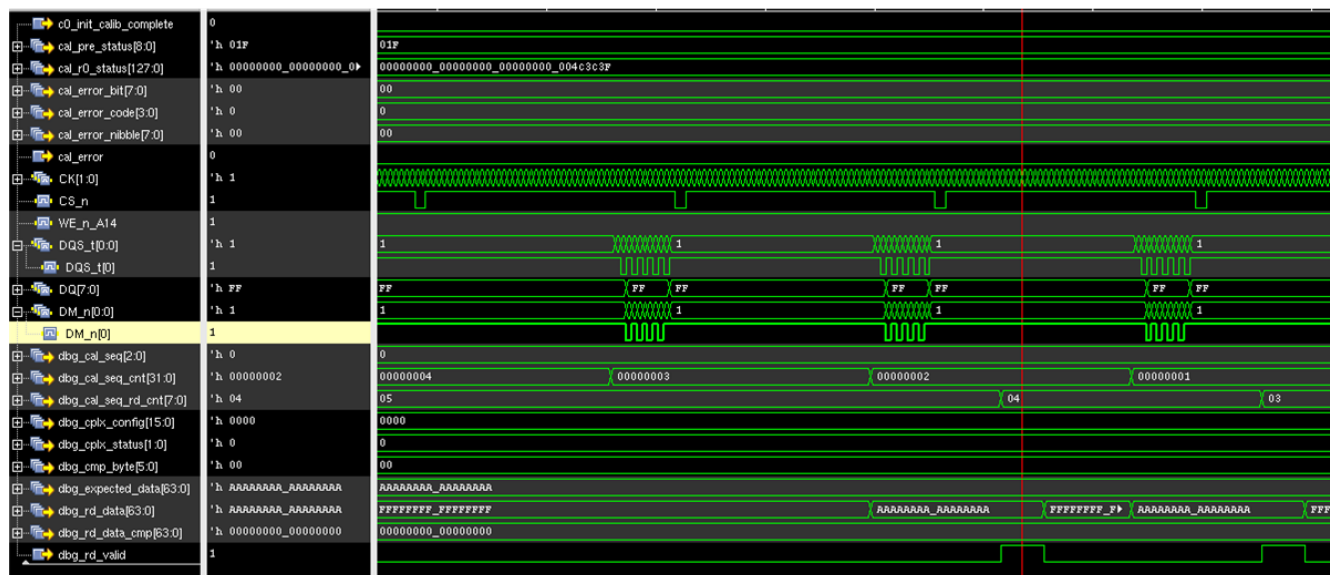 c0_init_calib_complete 0
cal_pre_status[8:0] 'h 01F 01F
cal_r0_status[127:0] 'h 00000000_00000000_0 00000000_00000000_00000000_004C3C3F
cal_error_bit[7:0] 'h 00 00
cal_error_code[3:0] 'h 0 0
cal_error_nibble[7:0] 'h 00 00
cal_error 0
CK[1:0] 'h 1
CS_n 1
WE_n_A14 1
DQS_t[0:0] 'h 1 1 1 1 1
DQS_t[0] 1
DQ[7:0] 'h FF FF FF FF FF FF FF FF
DM_n[0:0] 'h 1 1 1 1 1
DM_n[0] 1
dbg_cal_seq[2:0] 'h 0 0
dbg_cal_seq_cnt[31:0] 'h 00000002 00000004 00000003 00000002 00000001
dbg_cal_seq_rd_cnt[7:0] 'h 04 05 04 03
dbg_cplx_config[15:0] 'h 0000 0000
dbg_cplx_status[1:0] 'h 0 0
dbg_cmp_byte[5:0] 'h 00 00
dbg_expected_data[63:0] 'h AAAAAAAA_AAAAAAAA AAAAAAAA_AAAAAAAA
dbg_rd_data[63:0] 'h AAAAAAAA_AAAAAAAA FFFFFFFF_FFFFFFFF AAAAAAAA_AAAAAAAA FFFFFFFF_F AAAAAAAA_AAAAAAAA FFF
dbg_rd_data_cmp[63:0] 'h 00000000_00000000 00000000_00000000
dbg_rd_valid 1